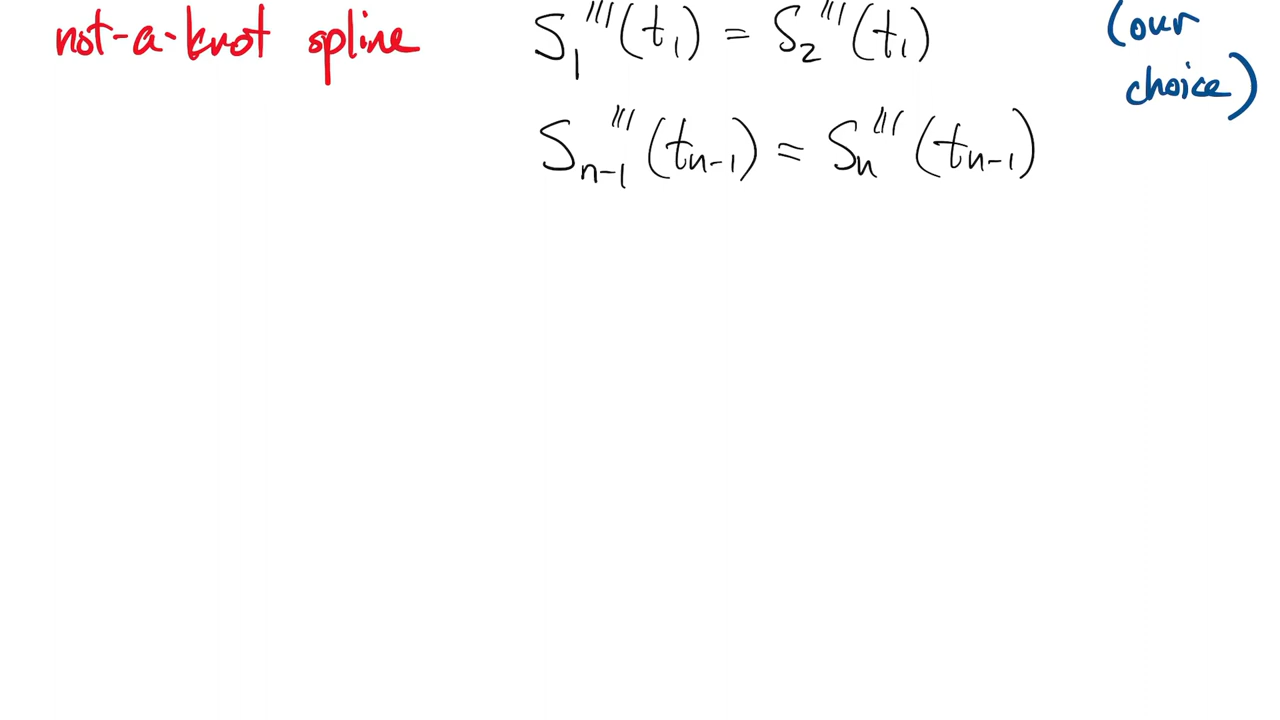 not-a-knot spline S₁'''(t₁) = S₂'''(t₁) (our
choice)
Sₙ₋₁'''(tₙ₋₁) = Sₙ'''(tₙ₋₁)